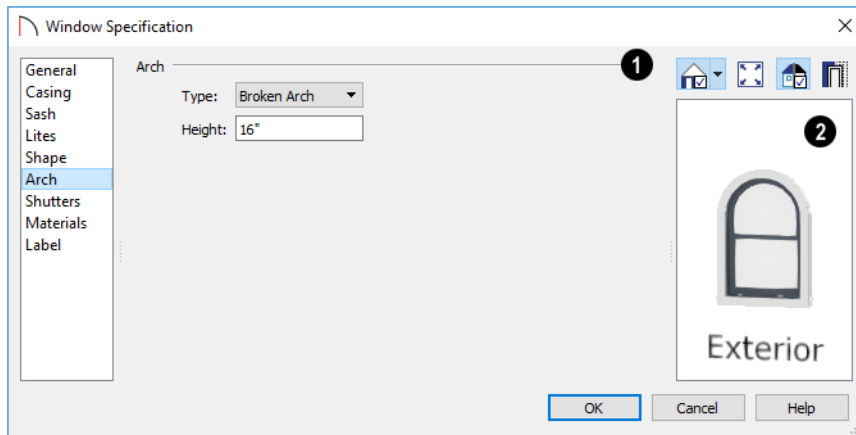 Window Specification
General
Casing
Sash
Lites
Shape
Arch
Shutters
Materials
Label
Arch
Type: Broken Arch
Height: 16"
1
2
Exterior
OK Cancel Help